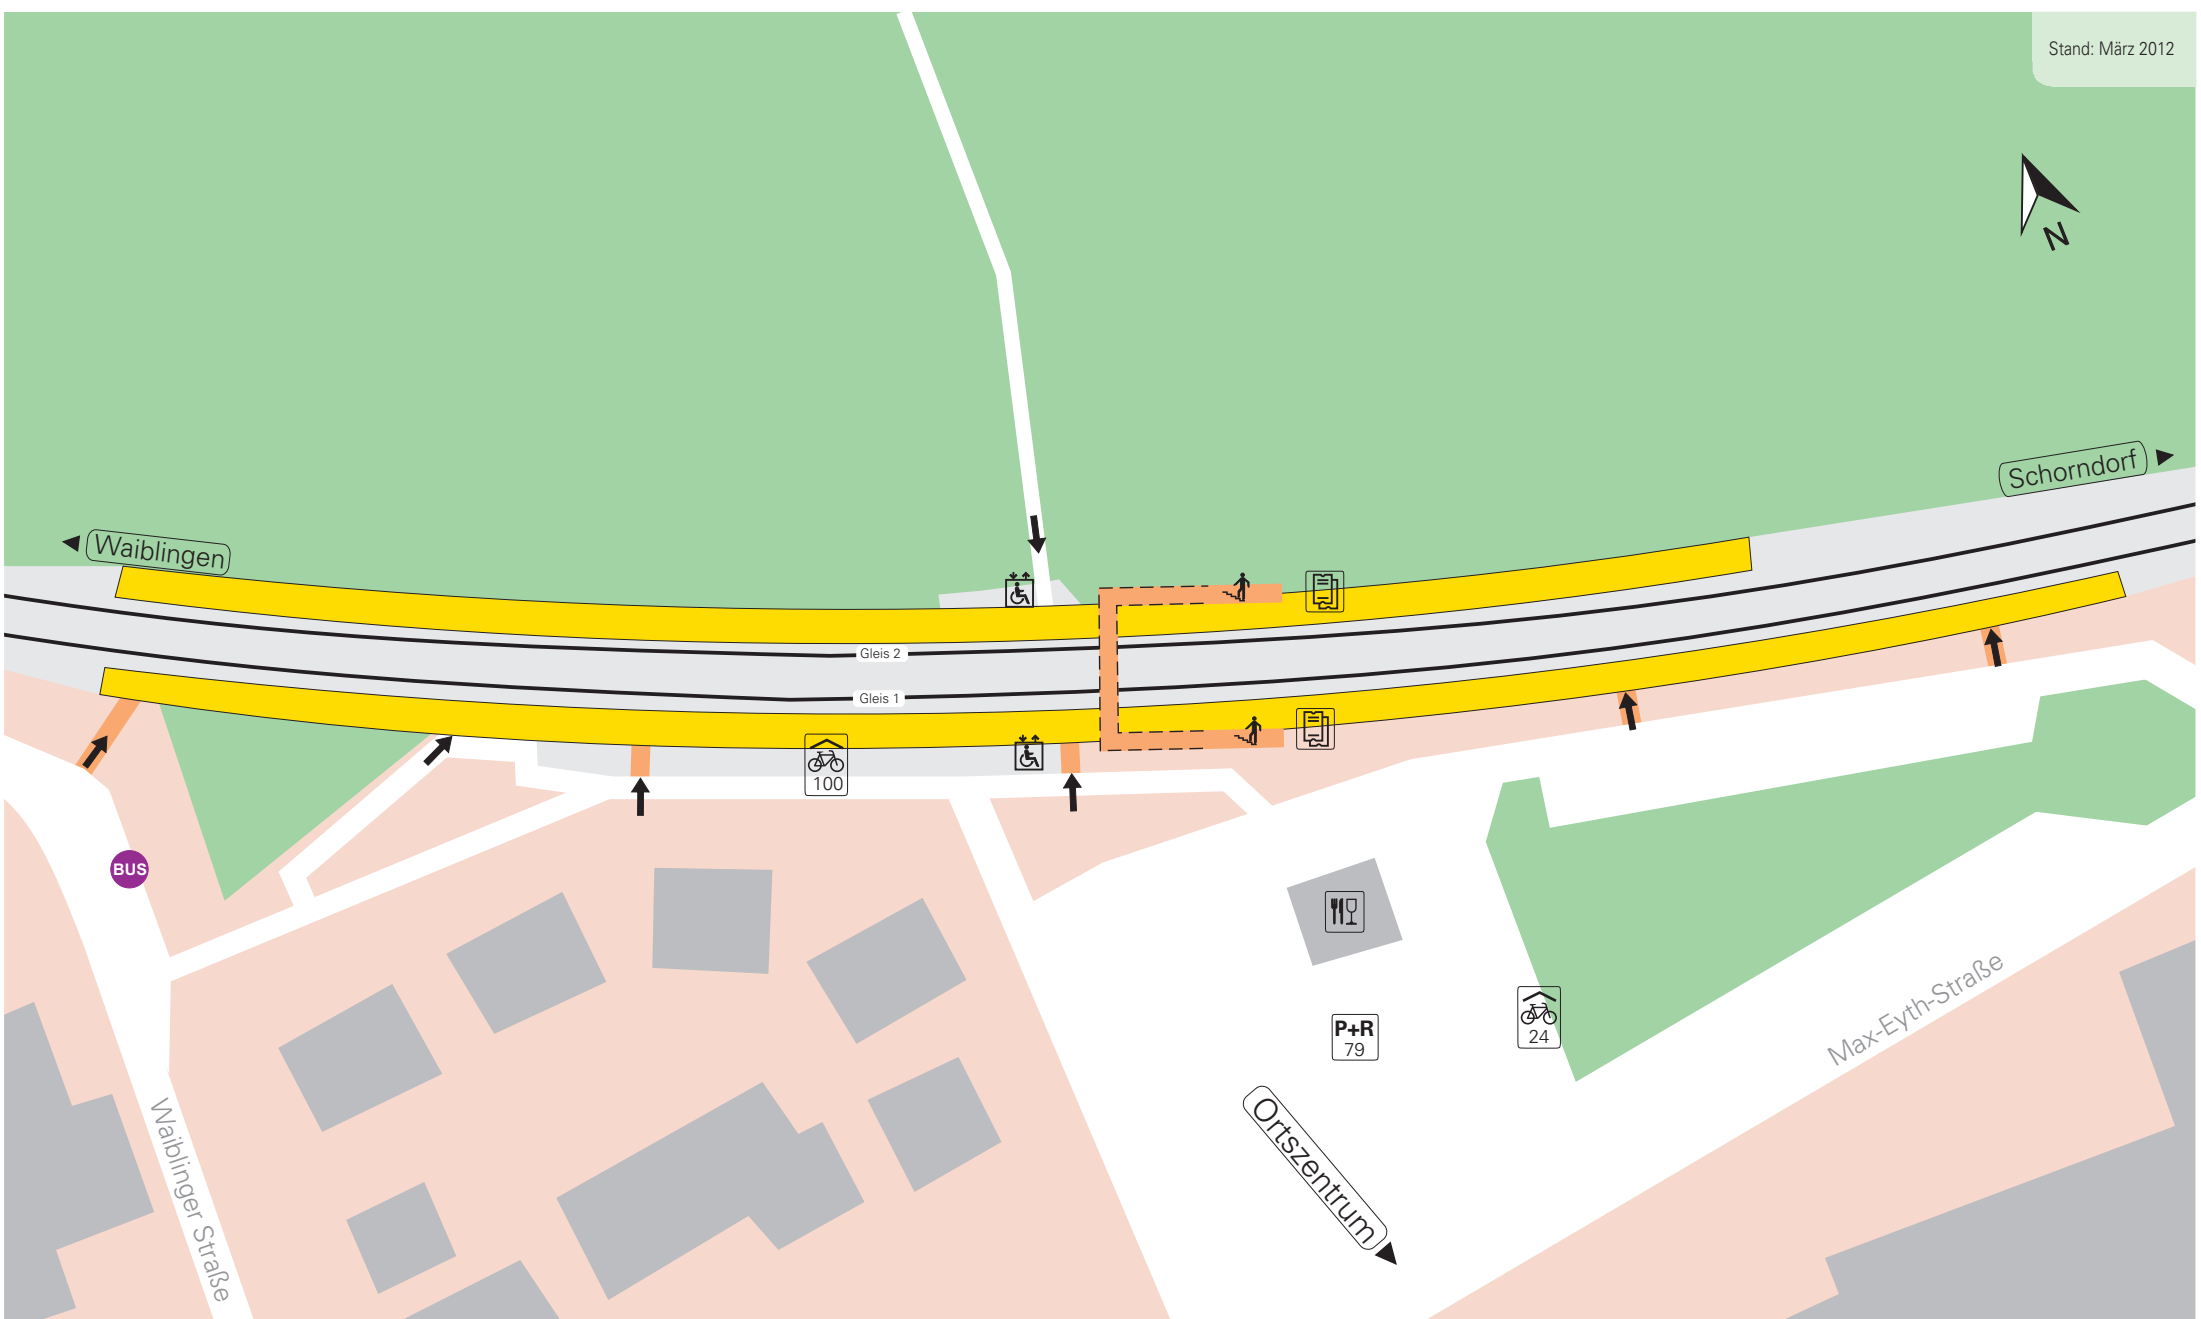 Stand: März 2012
N
Schorndorf
Waiblingen
Gleis 2
Gleis 1
100
BUS
P+R
79
24
Max-Eyth-Straße
Ortszentrum
Waiblinger Straße